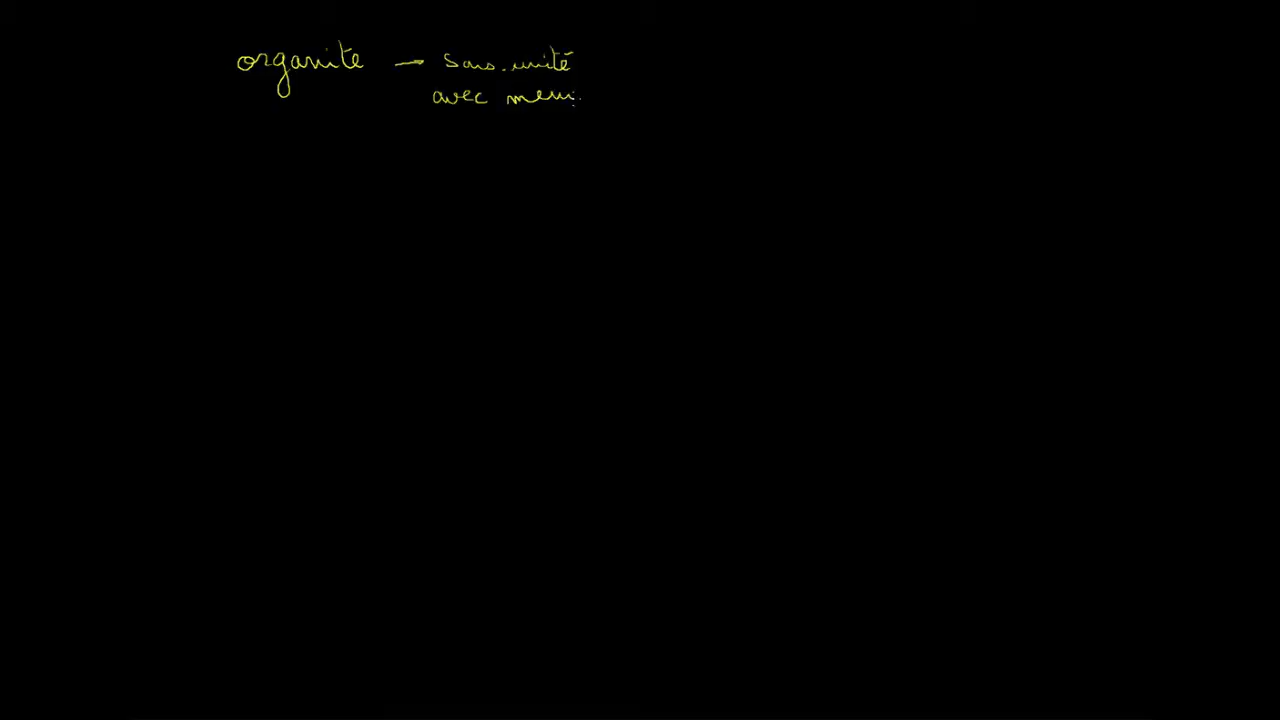 organite → sous-unité
avec mem